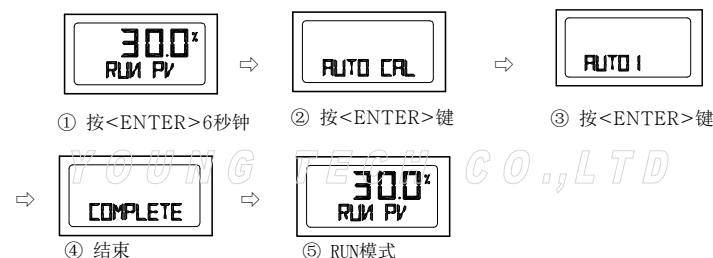 30.0%
RUN PV
⇨
AUTO CAL
⇨
AUTO 1
① 按<ENTER>6秒钟
② 按<ENTER>键
③ 按<ENTER>键
YOUNG TECH CO.,LTD
⇨
COMPLETE
⇨
30.0%
RUN PV
④ 结束
⑤ RUN模式